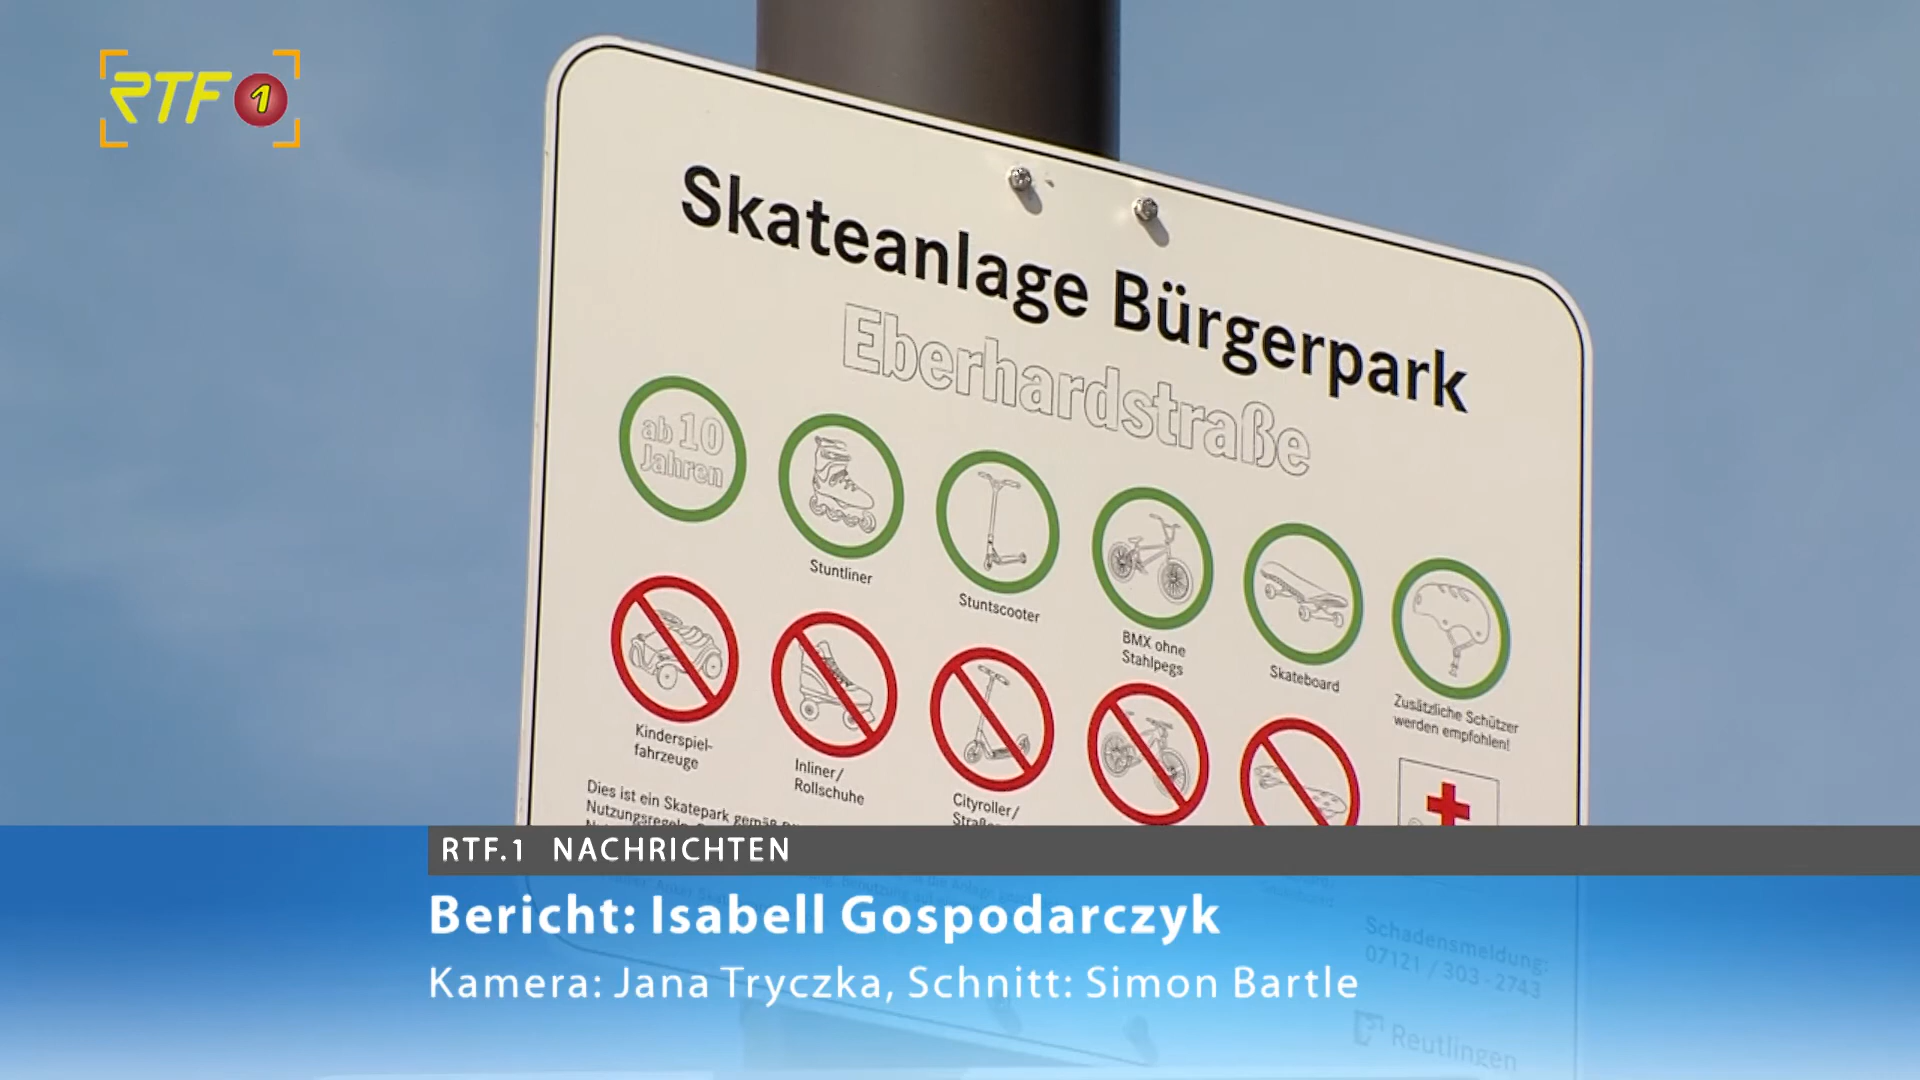 RTF 1
Skateanlage Bürgerpark
Eberhardstraße
ab 10
Jahren
Stuntliner
Stuntscooter
BMX ohne
Stahlpegs
Skateboard
Zusätzliche Schützer
werden empfohlen!
Kinderspiel-
fahrzeuge
Inliner/
Rollschuhe
Cityroller/
Dies ist ein Skatepark gemäß
Nutzungsregeln
RTF.1 NACHRICHTEN
Bericht: Isabell Gospodarczyk
Kamera: Jana Tryczka, Schnitt: Simon Bartle
Schadensmeldung:
07121 / 303 - 2743
Reutlingen